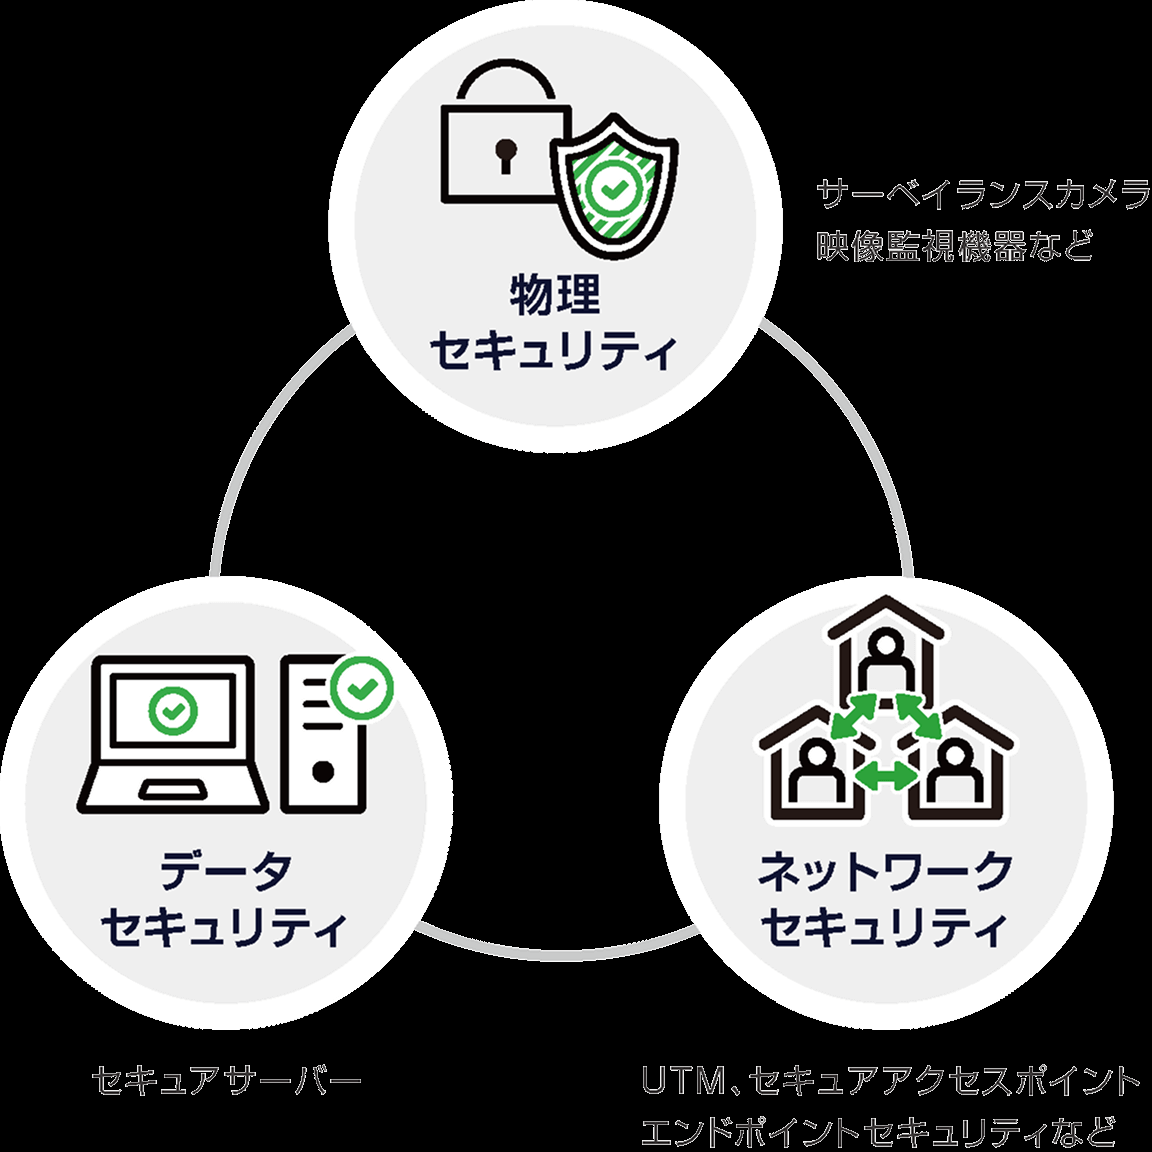 物理
セキュリティ
サーベイランスカメラ
映像監視機器など
データ
セキュリティ
セキュアサーバー
ネットワーク
セキュリティ
UTM、セキュアアクセスポイント
エンドポイントセキュリティなど